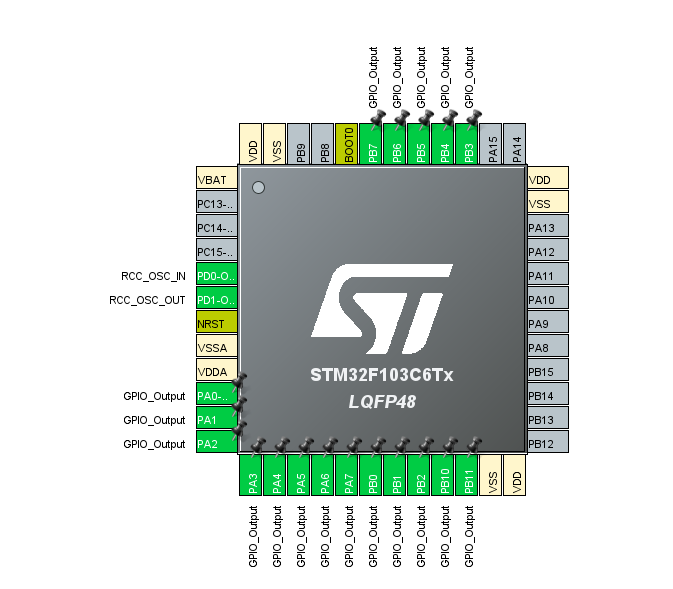 GPIO_Output
GPIO_Output
GPIO_Output
GPIO_Output
GPIO_Output
VDD
VSS
PB9
PB8
BOOT0
PB7
PB6
PB5
PB4
PB3
PA15
PA14
VBAT
VDD
PC13-..
VSS
PC14-..
PA13
PC15-..
PA12
RCC_OSC_IN
PD0-O..
PA11
RCC_OSC_OUT
PD1-O..
PA10
NRST
PA9
VSSA
PA8
VDDA
PB15
GPIO_Output
PA0-..
PB14
GPIO_Output
PA1
PB13
GPIO_Output
PA2
PB12
ST
STM32F103C6Tx
LQFP48
PA3
PA4
PA5
PA6
PA7
PB0
PB1
PB2
PB10
PB11
VSS
VDD
GPIO_Output
GPIO_Output
GPIO_Output
GPIO_Output
GPIO_Output
GPIO_Output
GPIO_Output
GPIO_Output
GPIO_Output
GPIO_Output